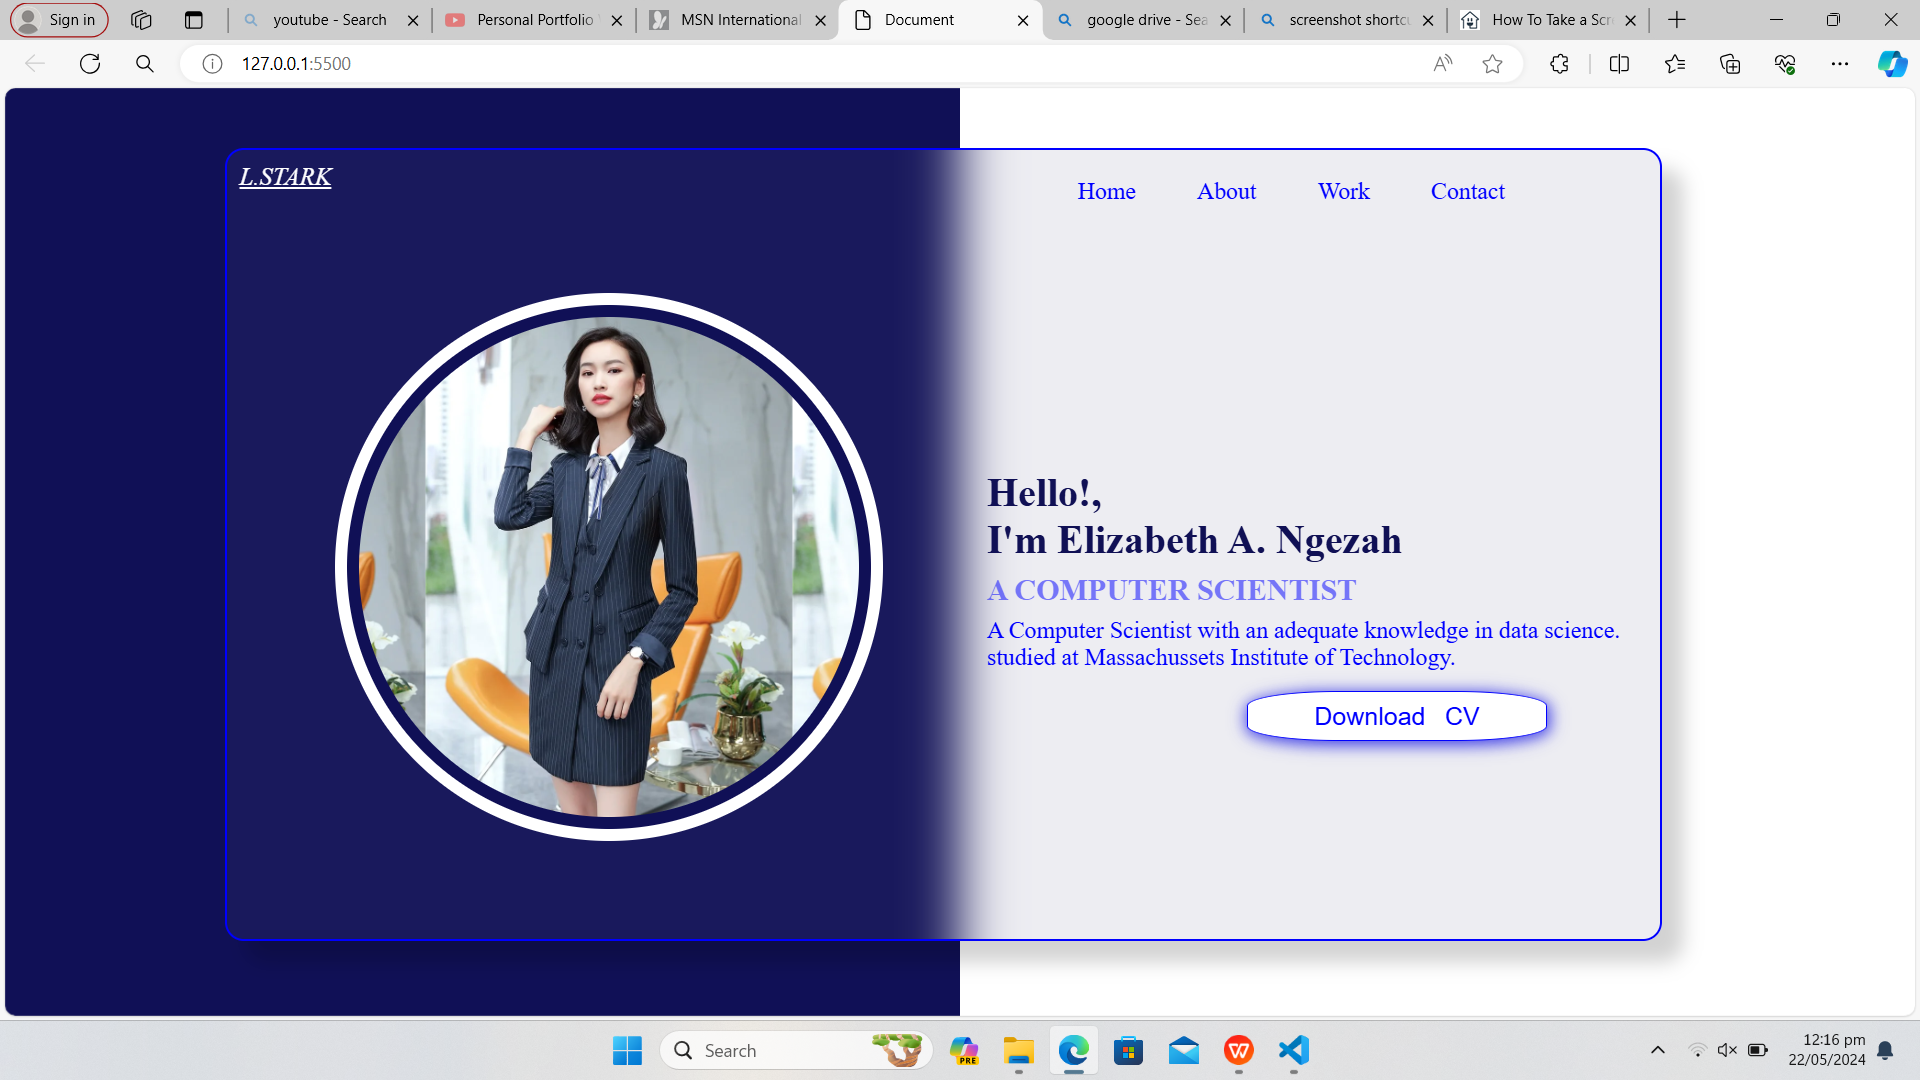 Sign in
youtube - Search
Personal Portfolio
MSN International
Document
google drive - Sea
screenshot shortcu
How To Take a Scr
127.0.0.1:5500
L.STARK
Home About Work Contact
Hello!,
I'm Elizabeth A. Ngezah
A COMPUTER SCIENTIST
A Computer Scientist with an adequate knowledge in data science.
studied at Massachussets Institute of Technology.
Download CV
Search
PRE
12:16 pm
22/05/2024